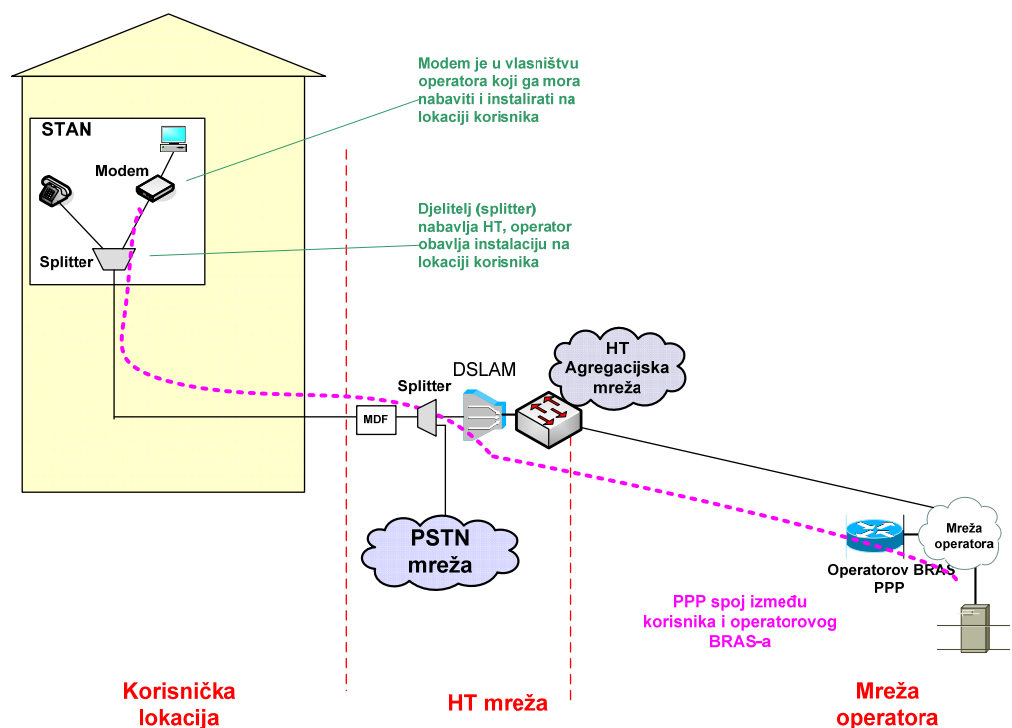 Modem je u vlasništvu
operatora koji ga mora
nabaviti i instalirati na
lokaciji korisnika
STAN
Modem
Djelitelj (splitter)
nabavlja HT, operator
obavlja instalaciju na
lokaciji korisnika
Splitter
HT
Agregacijska
mreža
DSLAM
Splitter
MDF
PSTN
mreža
Mreža
operatora
Operatorov BRAS
PPP
PPP spoj između
korisnika i operatorovog
BRAS-a
Korisnička
lokacija
HT mreža
Mreža
operatora